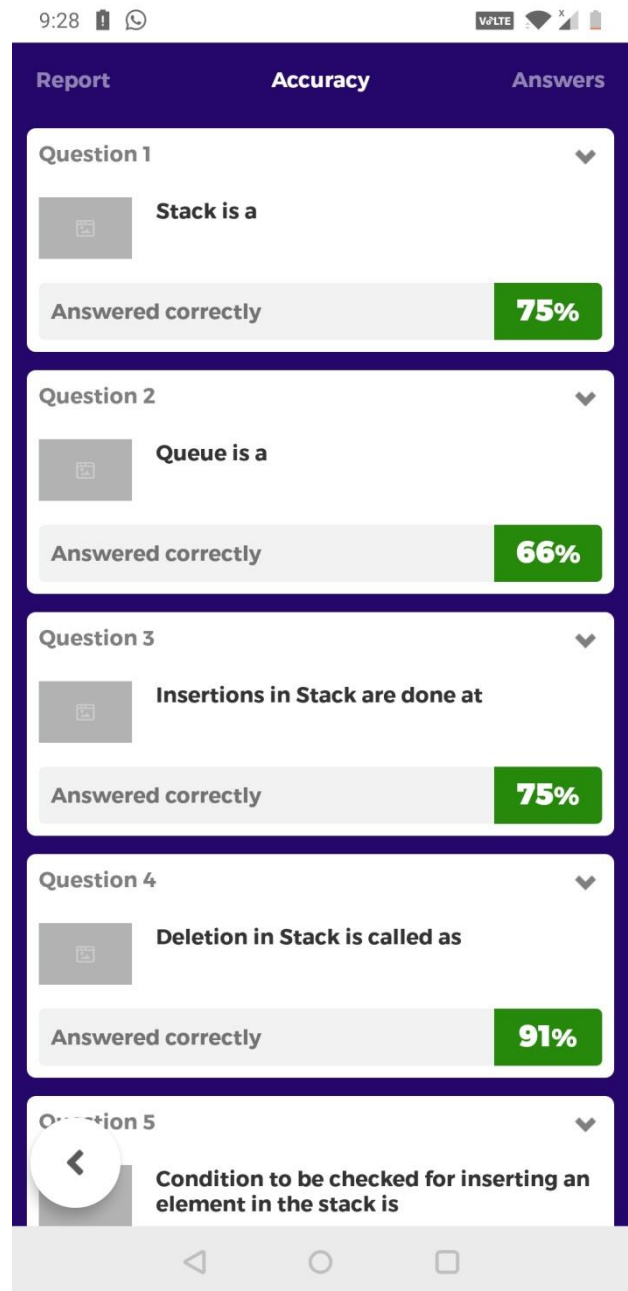 9:28
VoLTE
x
Report Accuracy Answers
Question 1
Stack is a
Answered correctly 75%
Question 2
Queue is a
Answered correctly 66%
Question 3
Insertions in Stack are done at
Answered correctly 75%
Question 4
Deletion in Stack is called as
Answered correctly 91%
5
Condition to be checked for inserting an
element in the stack is